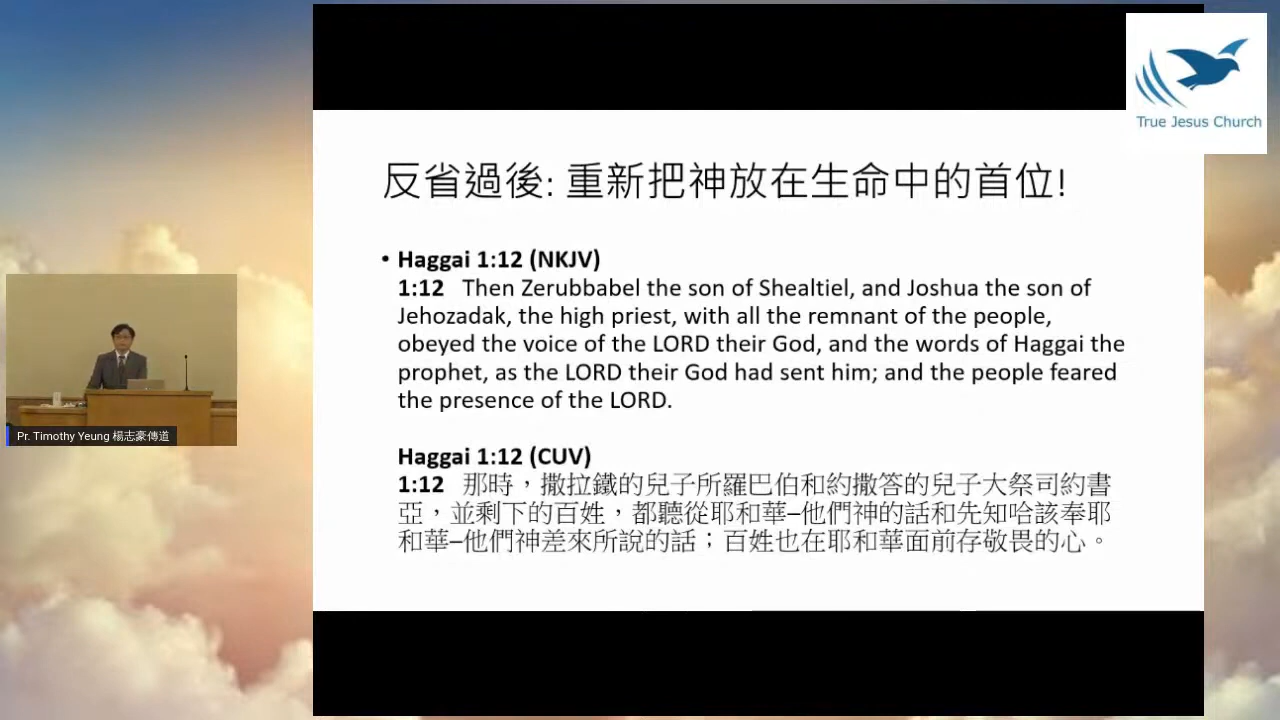 True Jesus Church
反省過後: 重新把神放在生命中的首位!
• Haggai 1:12 (NKJV)
1:12 Then Zerubbabel the son of Shealtiel, and Joshua the son of
Jehozadak, the high priest, with all the remnant of the people,
obeyed the voice of the LORD their God, and the words of Haggai the
prophet, as the LORD their God had sent him; and the people feared
the presence of the LORD.
Haggai 1:12 (CUV)
1:12 那時，撒拉鐵的兒子所羅巴伯和約撒答的兒子大祭司約書
亞，並剩下的百姓，都聽從耶和華─他們神的話和先知哈該奉耶
和華─他們神差來所說的話；百姓也在耶和華面前存敬畏的心。
Pr. Timothy Yeung 楊志豪傳道